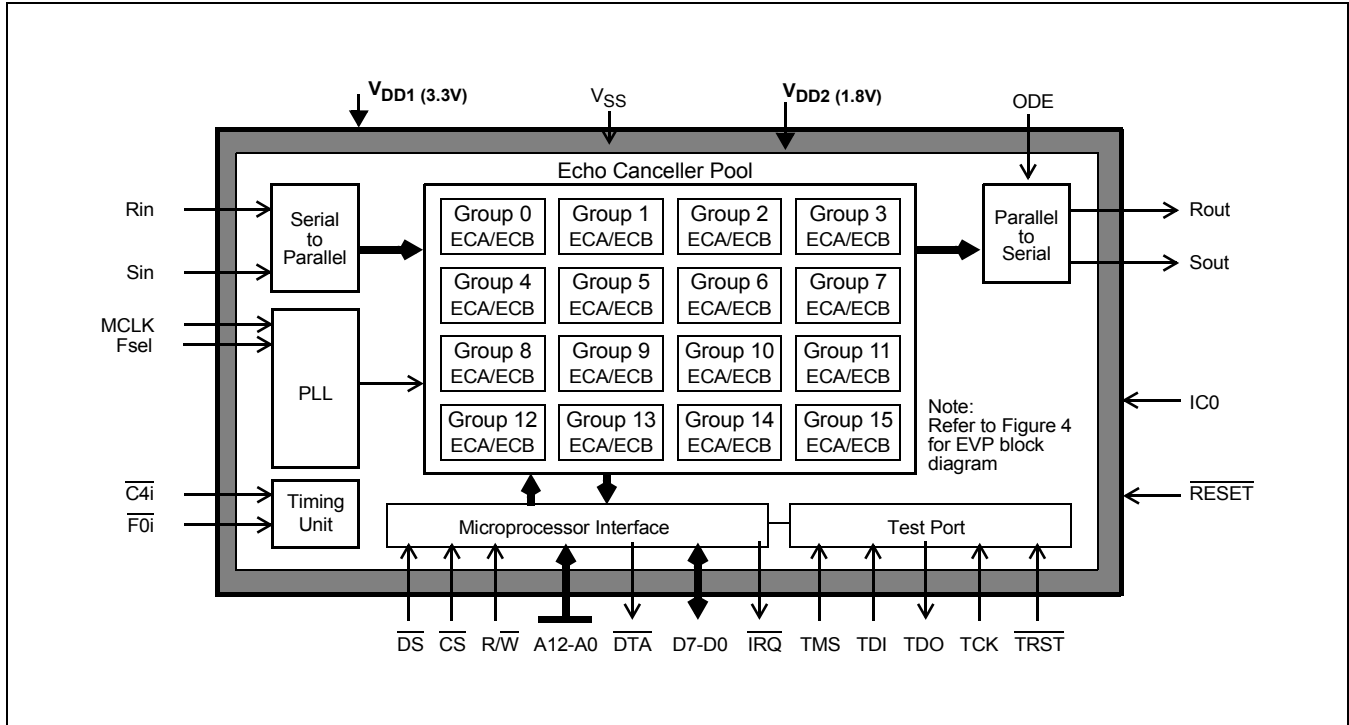 VDD1 (3.3V)
VSS
VDD2 (1.8V)
ODE
Echo Canceller Pool
Rin
Sin
MCLK
Fsel
C4i
F0i
Serial
to
Parallel
PLL
Timing
Unit
Group 0
ECA/ECB
Group 1
ECA/ECB
Group 2
ECA/ECB
Group 3
ECA/ECB
Group 4
ECA/ECB
Group 5
ECA/ECB
Group 6
ECA/ECB
Group 7
ECA/ECB
Group 8
ECA/ECB
Group 9
ECA/ECB
Group 10
ECA/ECB
Group 11
ECA/ECB
Group 12
ECA/ECB
Group 13
ECA/ECB
Group 14
ECA/ECB
Group 15
ECA/ECB
Parallel
to
Serial
Rout
Sout
Note:
Refer to Figure 4
for EVP block
diagram
IC0
RESET
Microprocessor Interface
Test Port
DS CS R/W A12-A0 DTA D7-D0 IRQ TMS TDI TDO TCK TRST